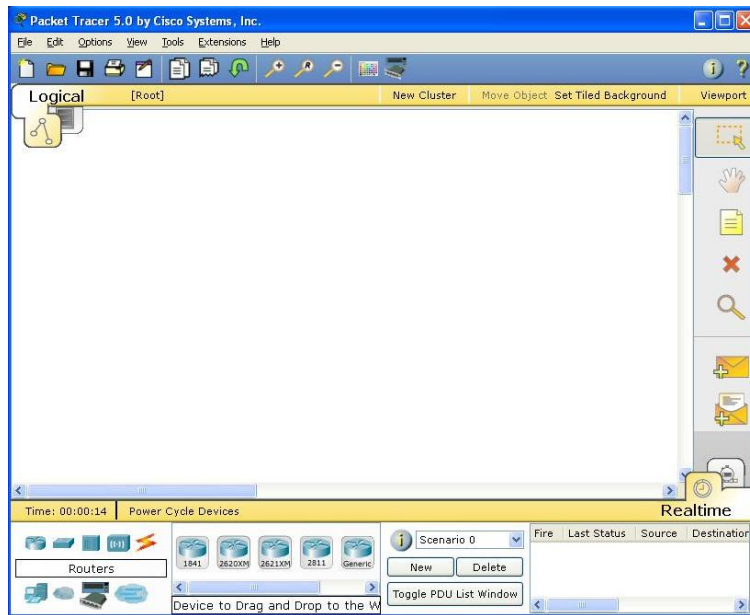 Packet Tracer 5.0 by Cisco Systems, Inc.
File Edit Options View Tools Extensions Help
Logical [Root] New Cluster Move Object Set Tiled Background Viewport
Time: 00:00:14 Power Cycle Devices Realtime
Routers
1841 2620XM 2621XM 2811 Generic
Device to Drag and Drop to the W
Scenario 0
New Delete
Toggle PDU List Window
Fire Last Status Source Destination